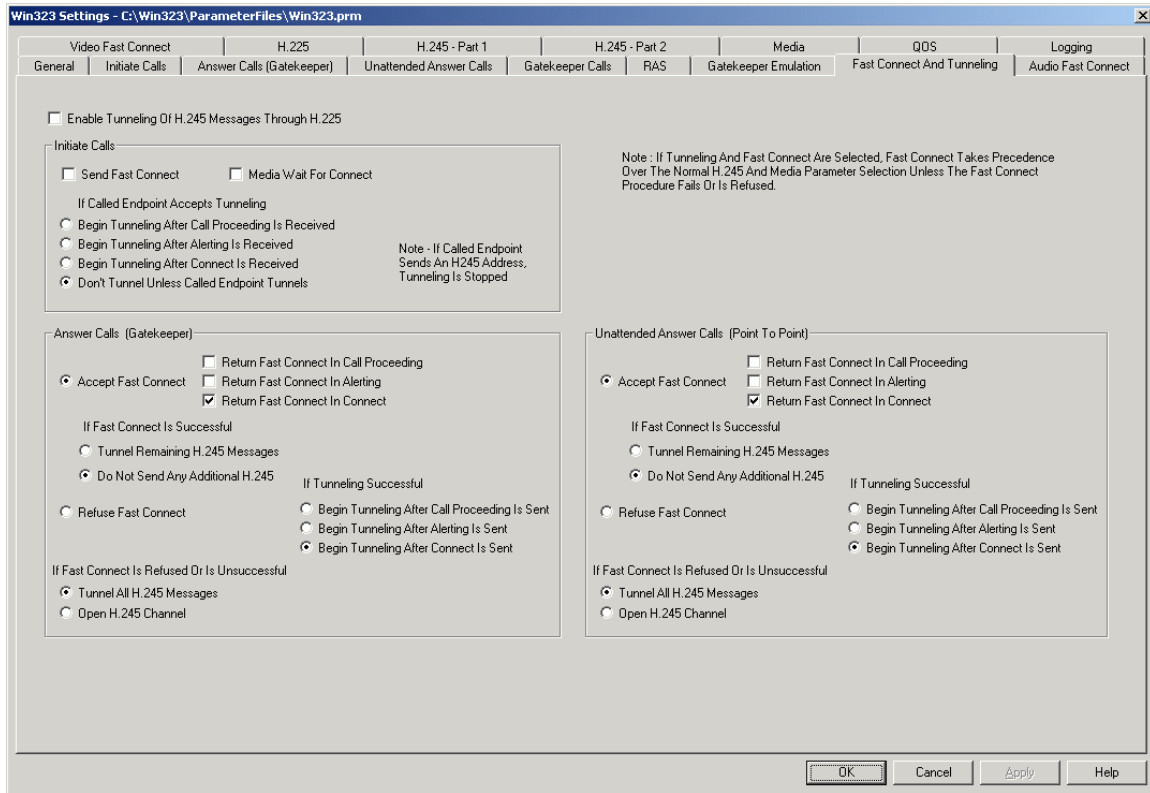 Win323 Settings - C:\Win323\ParameterFiles\Win323.prm
Video Fast Connect
H.225
H.245 - Part 1
H.245 - Part 2
Media
QOS
Logging
General
Initiate Calls
Answer Calls (Gatekeeper)
Unattended Answer Calls
Gatekeeper Calls
RAS
Gatekeeper Emulation
Fast Connect And Tunneling
Audio Fast Connect
Enable Tunneling Of H.245 Messages Through H.225
Initiate Calls
Send Fast Connect
Media Wait For Connect
If Called Endpoint Accepts Tunneling
Begin Tunneling After Call Proceeding Is Received
Begin Tunneling After Alerting Is Received
Begin Tunneling After Connect Is Received
Don't Tunnel Unless Called Endpoint Tunnels
Note - If Called Endpoint
Sends An H245 Address,
Tunneling Is Stopped
Note : If Tunneling And Fast Connect Are Selected, Fast Connect Takes Precedence
Over The Normal H.245 And Media Parameter Selection Unless The Fast Connect
Procedure Fails Or Is Refused.
Answer Calls (Gatekeeper)
Return Fast Connect In Call Proceeding
Accept Fast Connect
Return Fast Connect In Alerting
Return Fast Connect In Connect
If Fast Connect Is Successful
Tunnel Remaining H.245 Messages
Do Not Send Any Additional H.245
If Tunneling Successful
Refuse Fast Connect
Begin Tunneling After Call Proceeding Is Sent
Begin Tunneling After Alerting Is Sent
Begin Tunneling After Connect Is Sent
If Fast Connect Is Refused Or Is Unsuccessful
Tunnel All H.245 Messages
Open H.245 Channel
Unattended Answer Calls (Point To Point)
Return Fast Connect In Call Proceeding
Accept Fast Connect
Return Fast Connect In Alerting
Return Fast Connect In Connect
If Fast Connect Is Successful
Tunnel Remaining H.245 Messages
Do Not Send Any Additional H.245
If Tunneling Successful
Refuse Fast Connect
Begin Tunneling After Call Proceeding Is Sent
Begin Tunneling After Alerting Is Sent
Begin Tunneling After Connect Is Sent
If Fast Connect Is Refused Or Is Unsuccessful
Tunnel All H.245 Messages
Open H.245 Channel
OK
Cancel
Apply
Help